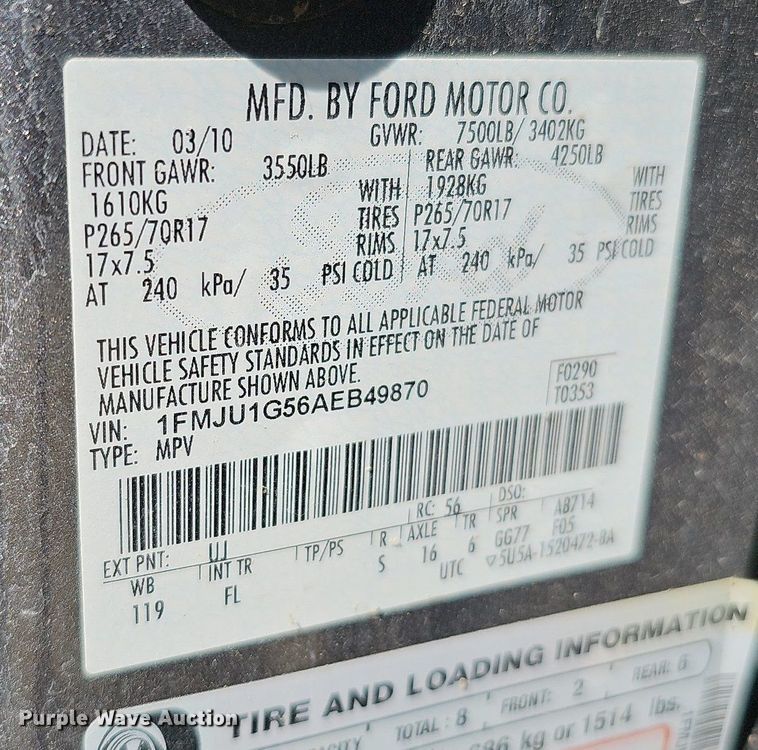 MFD. BY FORD MOTOR CO.
DATE: 03/10 GVWR: 7500LB/ 3402KG
FRONT GAWR: 3550LB REAR GAWR: 4250LB
1610KG WITH 1928KG WITH
P265/70R17 TIRES P265/70R17 TIRES
17x7.5 RIMS 17x7.5 RIMS
AT 240 kPa/ 35 PSI COLD AT 240 kPa/ 35 PSI COLD
THIS VEHICLE CONFORMS TO ALL APPLICABLE FEDERAL MOTOR
VEHICLE SAFETY STANDARDS IN EFFECT ON THE DATE OF
MANUFACTURE SHOWN ABOVE.
F0290
VIN: 1FMJU1G56AEB49870
T0353
TYPE: MPV
EXT PNT: UJ RC: 56 DSO:
WB INT TR TP/PS R AXLE TR SPR AB714
119 FL S 16 6 GG77 F05
UTC ▽5U5A-1520472-BA
TIRE AND LOADING INFORMATION
TOTAL: 8 FRONT: 2 REAR: 6
kg or 1514 lbs.
Purple Wave Auction